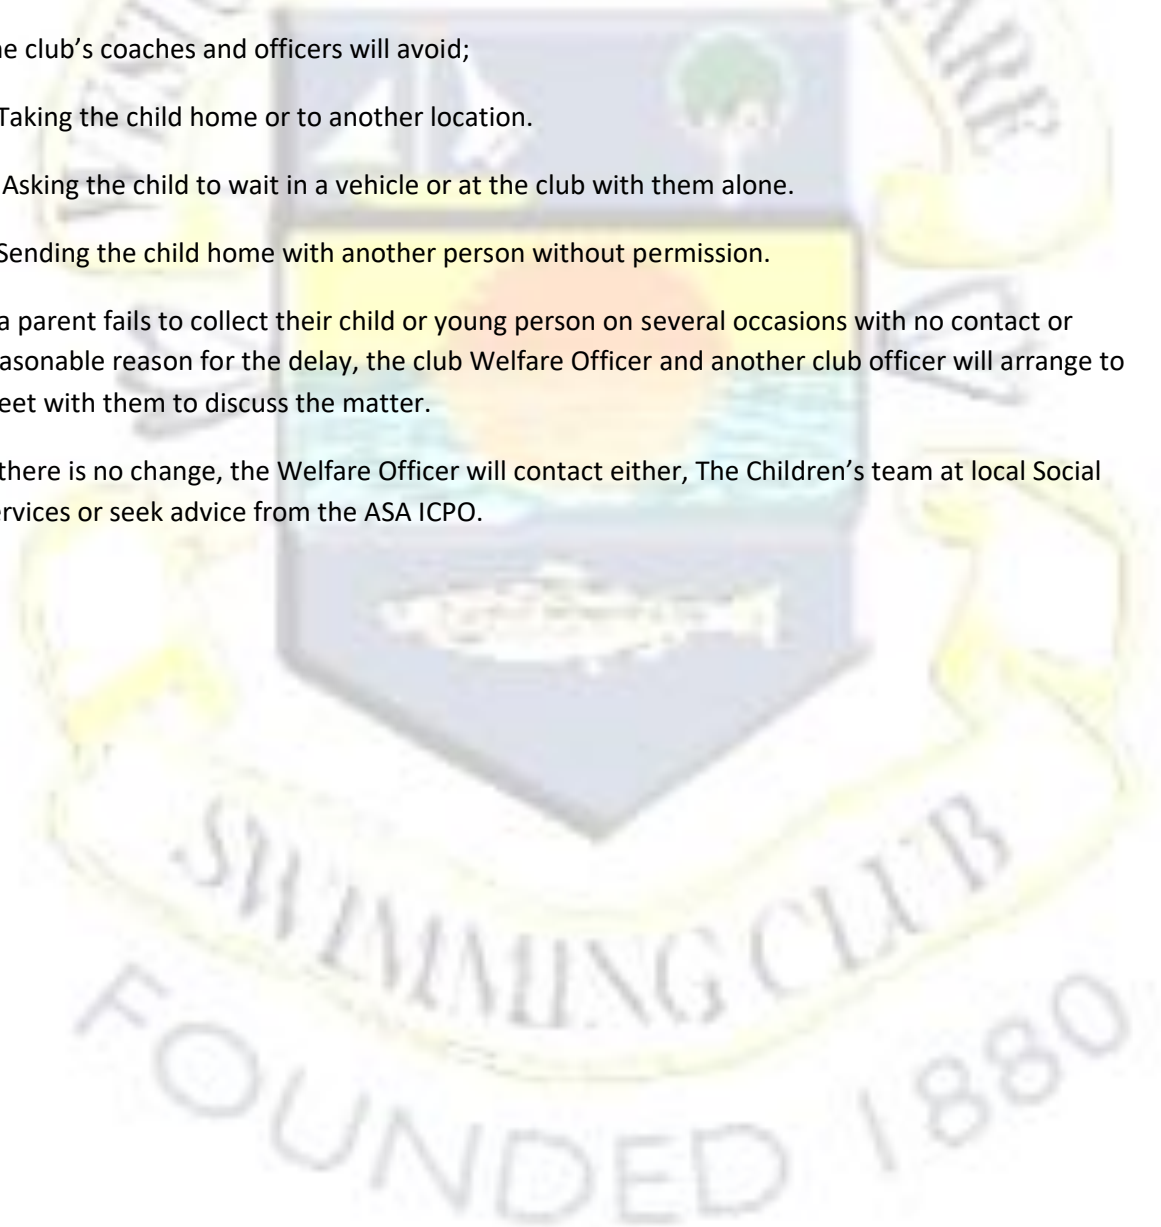 ne club's coaches and officers will avoid;
Taking the child home or to another location.
Asking the child to wait in a vehicle or at the club with them alone.
Sending the child home with another person without permission.
a parent fails to collect their child or young person on several occasions with no contact or
asonable reason for the delay, the club Welfare Officer and another club officer will arrange to
eet with them to discuss the matter.
there is no change, the Welfare Officer will contact either, The Children's team at local Social
ervices or seek advice from the ASA ICPO.
SWIMMING CLUB
FOUNDED 1880